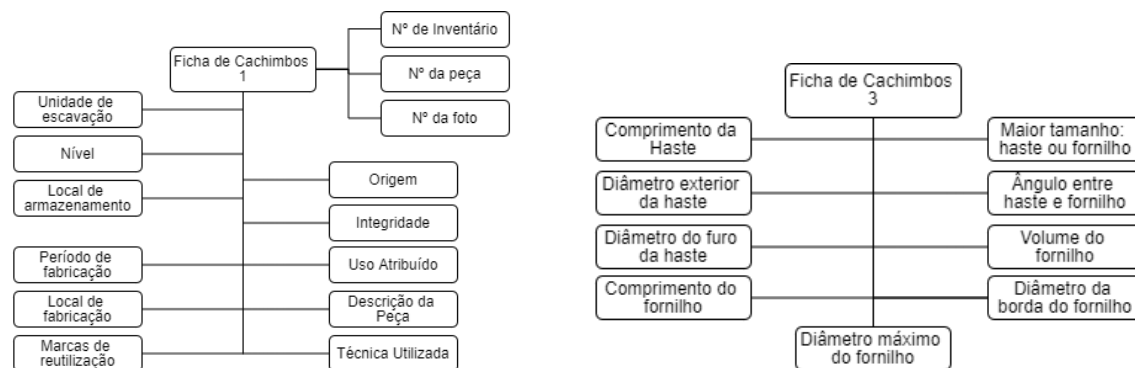 Ficha de Cachimbos
1
Nº de Inventário
Nº da peça
Nº da foto
Unidade de
escavação
Nível
Local de
armazenamento
Período de
fabricação
Local de
fabricação
Marcas de
reutilização
Origem
Integridade
Uso Atribuído
Descrição da
Peça
Técnica Utilizada
Ficha de Cachimbos
3
Comprimento da
Haste
Diâmetro exterior
da haste
Diâmetro do furo
da haste
Comprimento do
fornilho
Maior tamanho:
haste ou fornilho
Ângulo entre
haste e fornilho
Volume do
fornilho
Diâmetro da
borda do fornilho
Diâmetro máximo
do fornilho